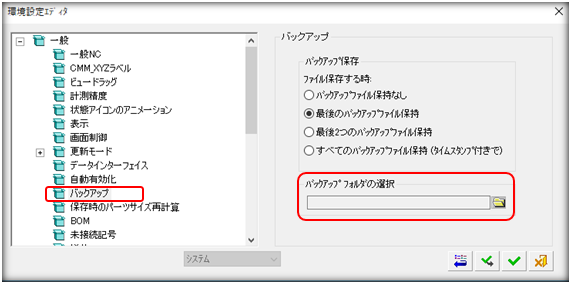 環境設定ｴﾃﾞｨﾀ
一般
一般NC
CMM_XYZラベル
ビュードラッグ
計測精度
状態アイコンのアニメーション
表示
画面制御
更新モード
データインターフェイス
自動有効化
バックアップ
保存時のパーツサイズ再計算
BOM
未接続記号
バックアップ
ﾊﾞｯｸｱｯﾌﾟ保存
ﾌｧｲﾙ保存する時:
ﾊﾞｯｸｱｯﾌﾟﾌｧｲﾙ保持なし
最後のﾊﾞｯｸｱｯﾌﾟﾌｧｲﾙ保持
最後2つのﾊﾞｯｸｱｯﾌﾟﾌｧｲﾙ保持
すべてのﾊﾞｯｸｱｯﾌﾟﾌｧｲﾙ保持 (ﾀｲﾑｽﾀﾝﾌﾟ付きで)
ﾊﾞｯｸｱｯﾌﾟﾌｫﾙﾀﾞの選択
システム